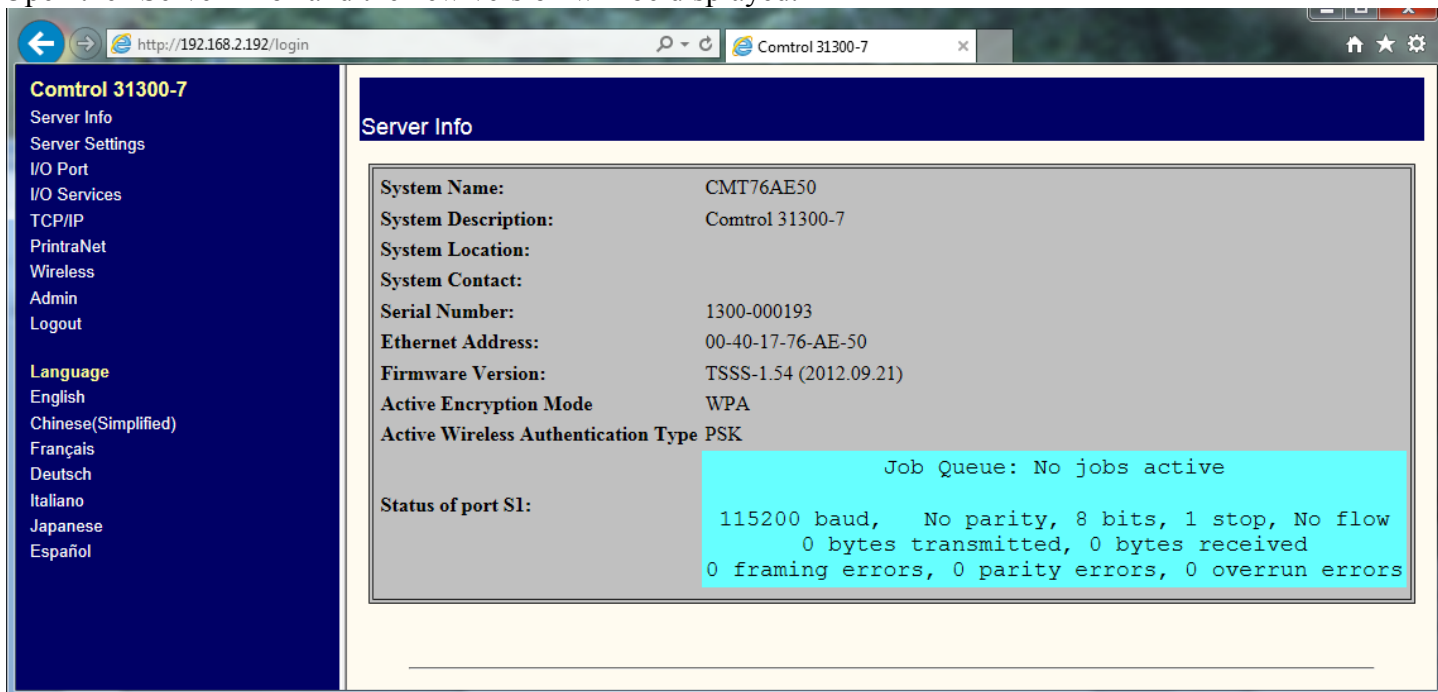 http://192.168.2.192/login
Comtrol 31300-7
Comtrol 31300-7
Server Info
Server Settings
I/O Port
I/O Services
TCP/IP
PrintraNet
Wireless
Admin
Logout
Language
English
Chinese(Simplified)
Français
Deutsch
Italiano
Japanese
Español
Server Info
System Name: CMT76AE50
System Description: Comtrol 31300-7
System Location:
System Contact:
Serial Number: 1300-000193
Ethernet Address: 00-40-17-76-AE-50
Firmware Version: TSSS-1.54 (2012.09.21)
Active Encryption Mode WPA
Active Wireless Authentication Type PSK
Status of port S1:
Job Queue: No jobs active
115200 baud, No parity, 8 bits, 1 stop, No flow
0 bytes transmitted, 0 bytes received
0 framing errors, 0 parity errors, 0 overrun errors